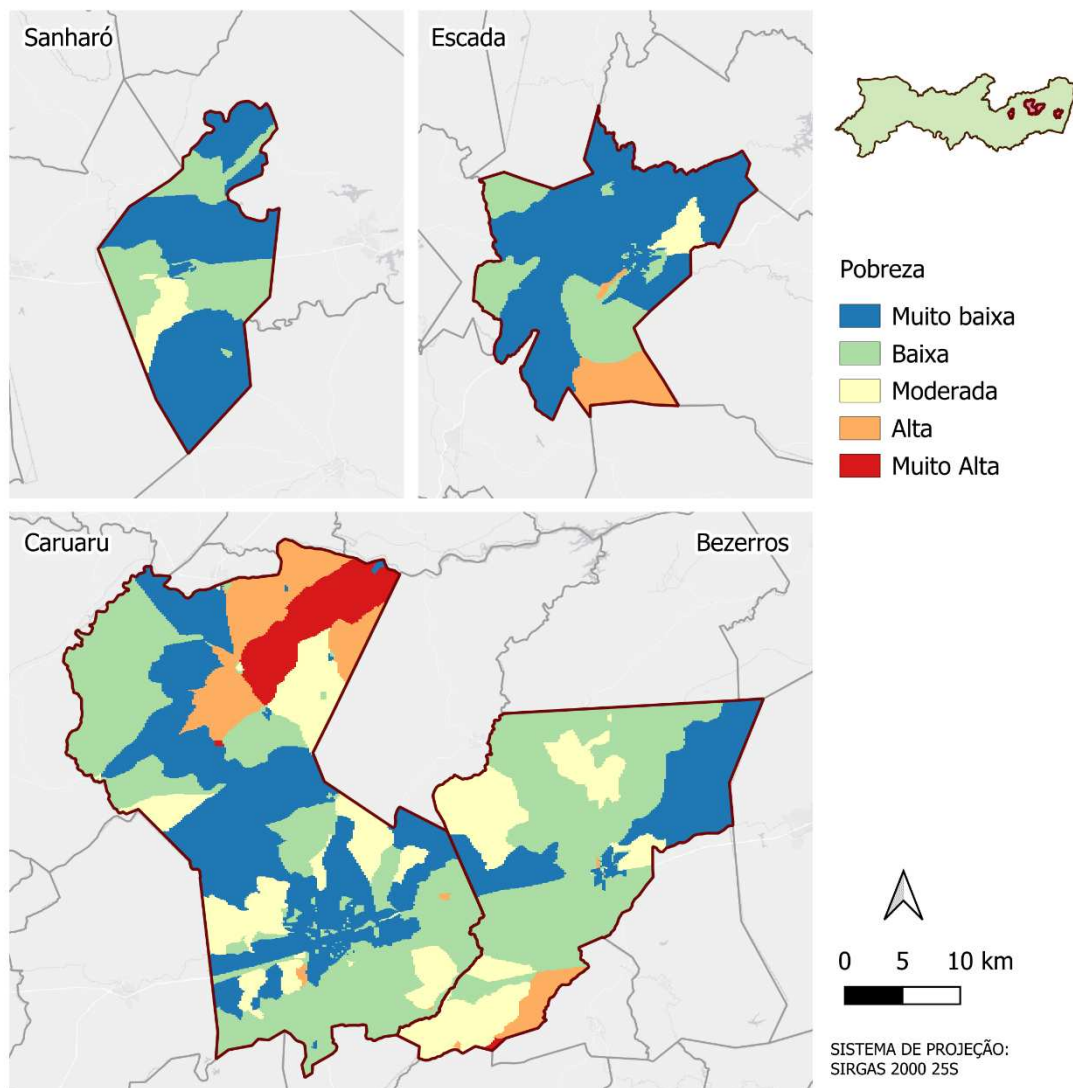 Sanharó
Escada
Pobreza
Muito baixa
Baixa
Moderada
Alta
Muito Alta
Caruaru
Bezerros
0 5 10 km
SISTEMA DE PROJEÇÃO:
SIRGAS 2000 25S